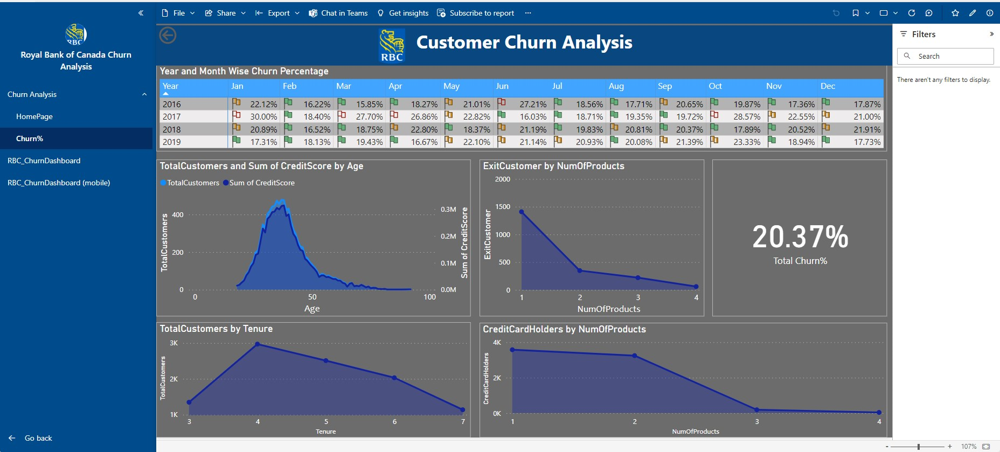 File Share Export Chat in Teams Get insights Subscribe to report ...
RBC
Royal Bank of Canada Churn
Analysis
Churn Analysis
HomePage
Churn%
RBC_ChurnDashboard
RBC_ChurnDashboard (mobile)
Go back
RBC
Customer Churn Analysis
Year and Month Wise Churn Percentage
Year Jan Feb Mar Apr May Jun Jul Aug Sep Oct Nov Dec
2016 22.12% 16.22% 15.85% 18.27% 21.01% 27.21% 18.56% 17.71% 20.65% 19.87% 17.36% 17.87%
2017 30.00% 18.40% 27.70% 26.86% 22.82% 16.03% 18.71% 19.35% 19.72% 28.57% 22.55% 21.00%
2018 20.89% 16.52% 18.75% 22.80% 18.37% 21.19% 19.83% 20.81% 20.37% 17.89% 20.52% 21.91%
2019 17.31% 18.13% 19.43% 16.67% 22.10% 21.14% 20.93% 20.08% 21.39% 23.33% 18.94% 17.73%
TotalCustomers and Sum of CreditScore by Age
TotalCustomers Sum of CreditScore
TotalCustomers
400
200
0
0.3M
0.2M
0.1M
0.0M
Sum of CreditScore
0 50 100
Age
ExitCustomer by NumOfProducts
ExitCustomer
2000
1500
1000
500
0
1 2 3 4
NumOfProducts
20.37%
Total Churn%
TotalCustomers by Tenure
TotalCustomers
3K
2K
1K
3 4 5 6 7
Tenure
CreditCardHolders by NumOfProducts
CreditCardHolders
4K
2K
0K
1 2 3 4
NumOfProducts
Filters
Search
There aren't any filters to display.
- + 107%